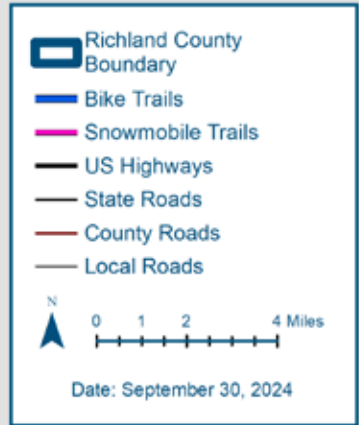 Richland County
Boundary
Bike Trails
Snowmobile Trails
US Highways
State Roads
County Roads
Local Roads
N
0 1 2 4 Miles
Date: September 30, 2024